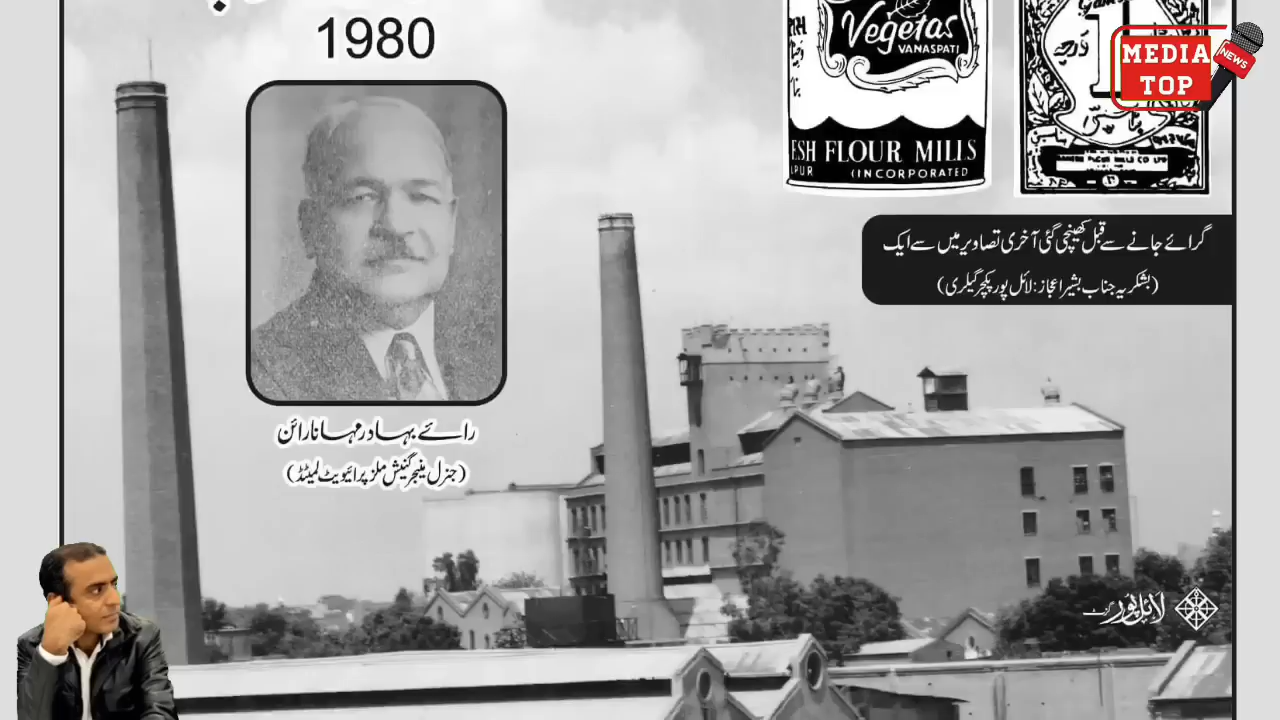 1980
Vegetas
VANASPATI
ESH FLOUR MILLS
LPUR (INCORPORATED
MEDIA
TOP
NEWS
گرائے جانے سے قبل کھینچی گئی آخری تصاویر میں سے ایک
(بشکریہ جناب بشیر اعجاز: لائل پور پکچر گیلری)
رائے بہادر مہا نارائن
(جنرل منیجر گنیش ملز پرائیویٹ لمیٹڈ)
لائل پور